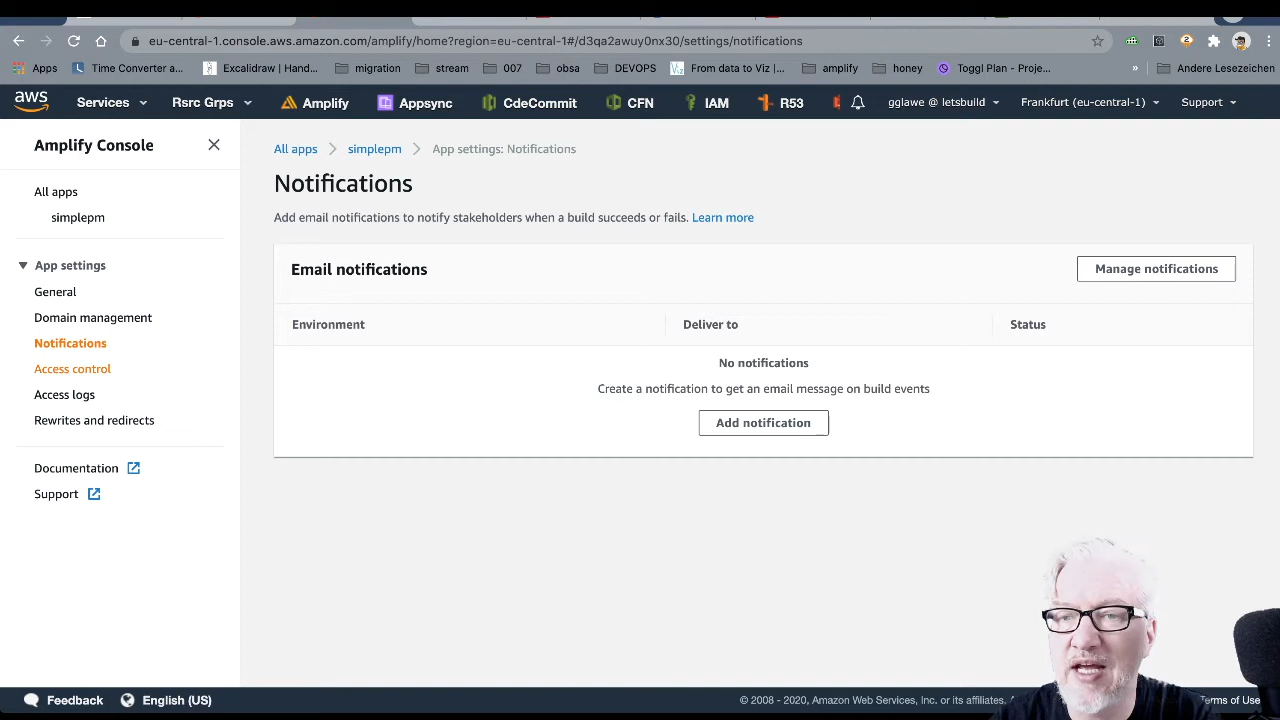 eu-central-1.console.aws.amazon.com/amplify/home?region=eu-central-1#/d3qa2awuy0nx30/settings/notifications
Apps Time Converter a... Excalidraw | Hand... migration stream 007 obsa DEVOPS From data to Viz |... amplify honey Toggl Plan - Proje... » Andere Lesezeichen
aws Services Rsrc Grps Amplify Appsync CdeCommit CFN IAM R53 gglawe @ letsbuild Frankfurt (eu-central-1) Support
Amplify Console
All apps
simplepm
App settings
General
Domain management
Notifications
Access control
Access logs
Rewrites and redirects
Documentation
Support
All apps simplepm App settings: Notifications
Notifications
Add email notifications to notify stakeholders when a build succeeds or fails. Learn more
Email notifications
Manage notifications
Environment Deliver to Status
No notifications
Create a notification to get an email message on build events
Add notification
Feedback English (US) © 2008 - 2020, Amazon Web Services, Inc. or its affiliates. Terms of Use